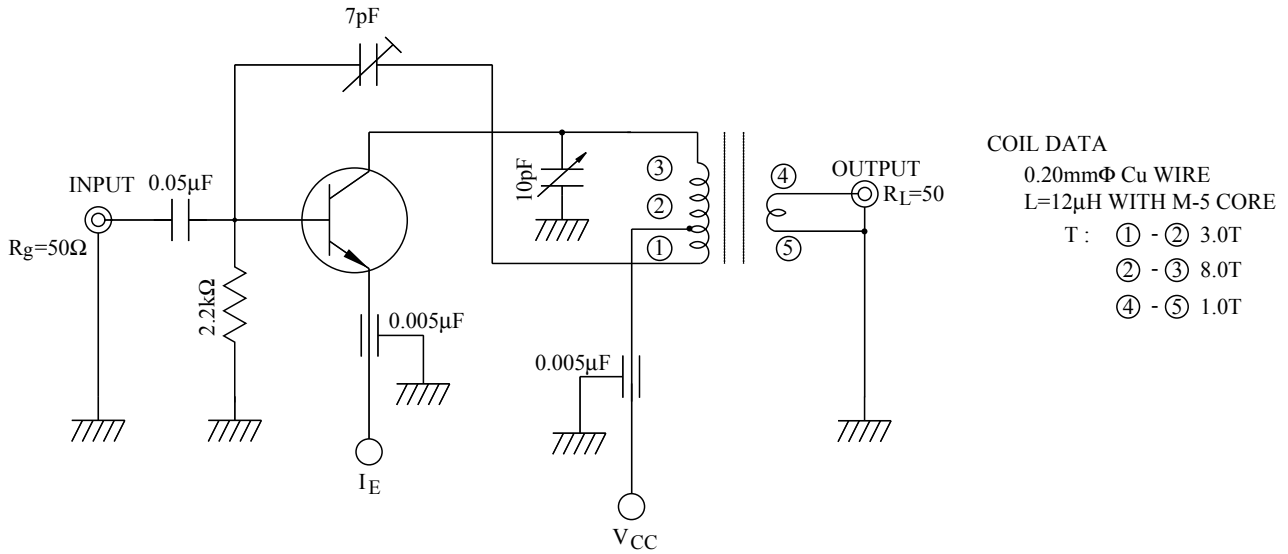 7pF
INPUT
0.05μF
Rg=50Ω
2.2kΩ
0.005μF
IE
10pF
③
②
①
0.005μF
VCC
④
⑤
OUTPUT
RL=50
COIL DATA
0.20mmΦ Cu WIRE
L=12μH WITH M-5 CORE
T : ① - ② 3.0T
② - ③ 8.0T
④ - ⑤ 1.0T